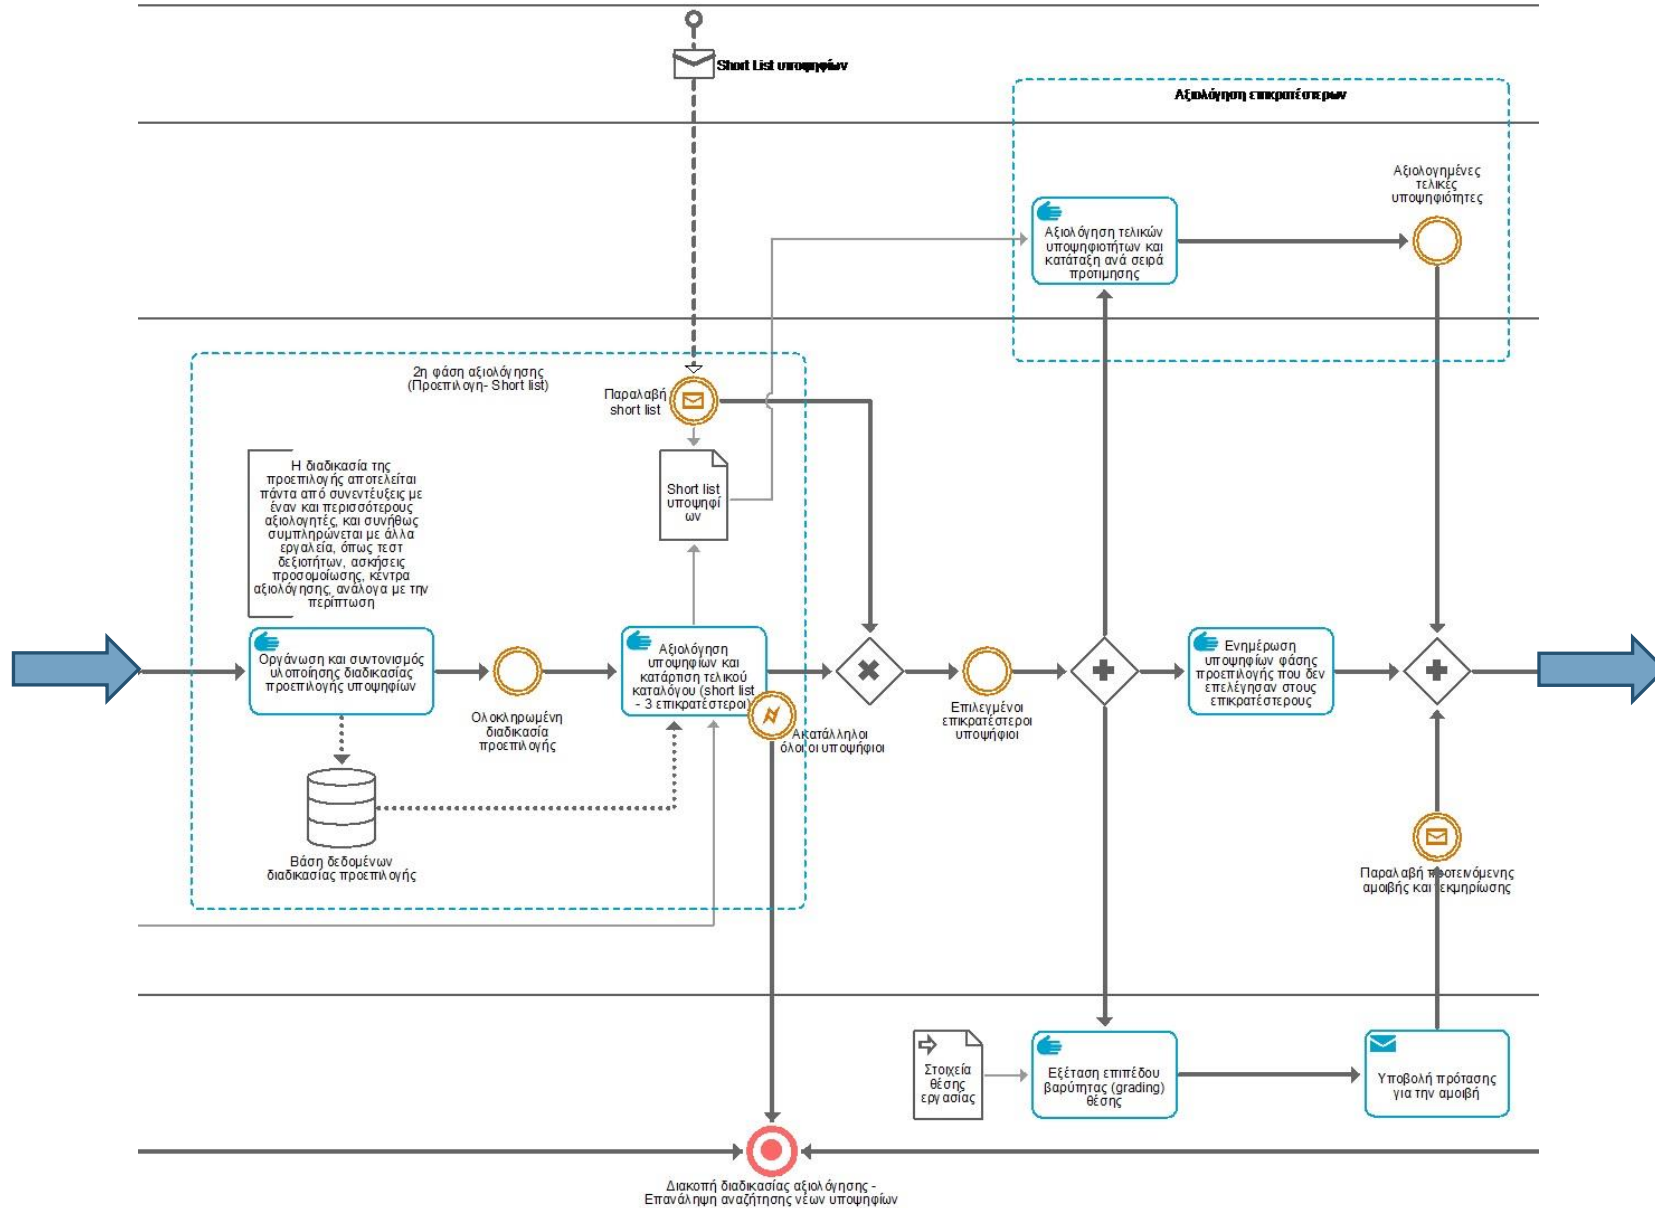 Short List υποψηφίων
Αξιολόγηση επικρατέστερων
Αξιολογημένες
τελικές
υποψηφιότητες
Αξιολόγηση τελικών
υποψηφιοτήτων και
κατάταξη ανά σειρά
προτίμησης
2η φάση αξιολόγησης
(Προεπιλογη- Short list)
Παραλαβή
short list
Η διαδικασία της
προεπιλογής αποτελείται
πάντα από συνεντέυξεις με
έναν και περισσότερους
αξιολογητές, και συνήθως
συμπληρώνεται με άλλα
εργαλεία, όπως τεστ
δεξιοτήτων, ασκήσεις
προσομοίωσης, κέντρα
αξιολόγησης, ανάλογα με την
περίπτωση
Short list
υποψηφί
ων
Οργάνωση και συντονισμός
υλοποίησης διαδικασίας
προεπιλογής υποψηφίων
Ολοκληρωμένη
διαδικασία
προεπιλογής
Αξιολόγηση
υποψηφίων και
κατάρτιση τελικού
καταλόγου (short list
- 3 επικρατέστεροι)
Ακατάλληλοι
όλοι οι υποψήφιοι
Επιλεγμένοι
επικρατέστεροι
υποψήφιοι
Ενημέρωση
υποψηφίων φάσης
προεπιλογής που δεν
επελέγησαν στους
επικρατέστερους
Βάση δεδομένων
διαδικασίας προεπιλογής
Παραλαβή προτεινόμενης
αμοιβής και τεκμηρίωσης
Στοιχεία
θέσης
εργασίας
Εξέταση επιπέδου
βαρύτητας (grading)
θέσης
Υποβολή πρότασης
για την αμοιβή
Διακοπή διαδικασίας αξιολόγησης -
Επανάληψη αναζήτησης νέων υποψηφίων